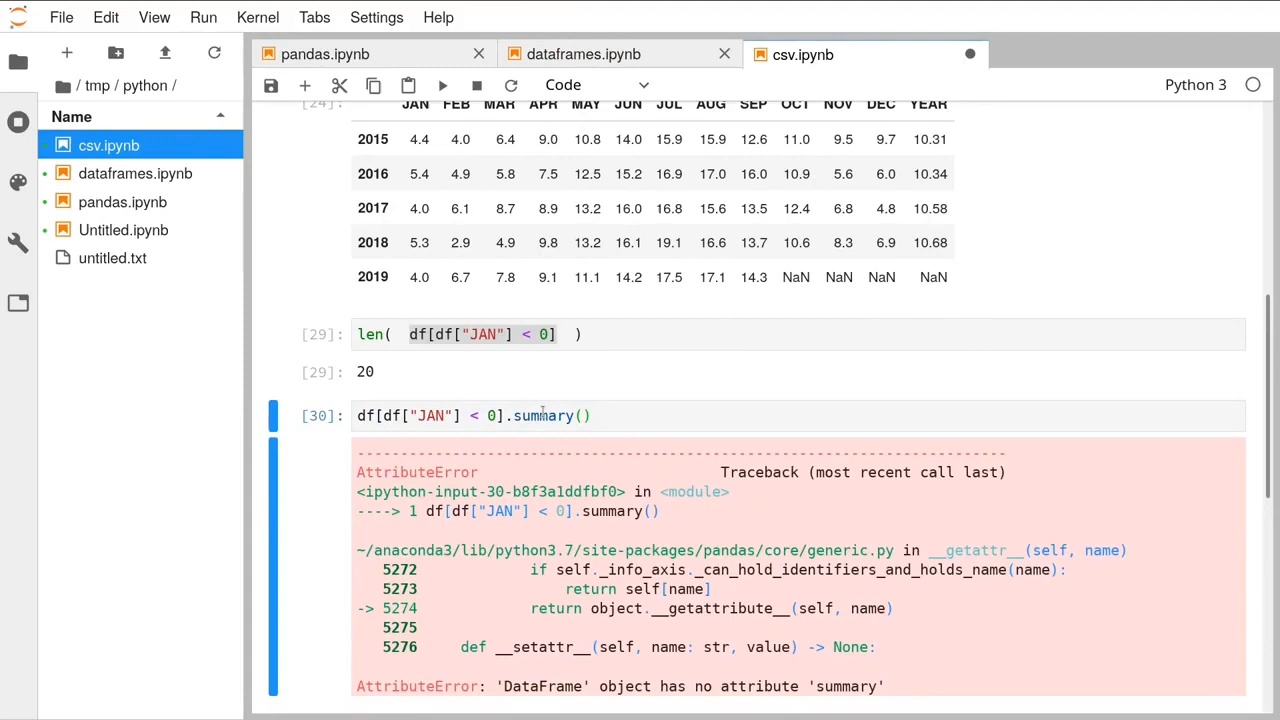 File Edit View Run Kernel Tabs Settings Help
pandas.ipynb dataframes.ipynb csv.ipynb
/ tmp / python /
Code
Python 3
Name
csv.ipynb
dataframes.ipynb
pandas.ipynb
Untitled.ipynb
untitled.txt
[24]: JAN FEB MAR APR MAY JUN JUL AUG SEP OCT NOV DEC YEAR
2015 4.4 4.0 6.4 9.0 10.8 14.0 15.9 15.9 12.6 11.0 9.5 9.7 10.31
2016 5.4 4.9 5.8 7.5 12.5 15.2 16.9 17.0 16.0 10.9 5.6 6.0 10.34
2017 4.0 6.1 8.7 8.9 13.2 16.0 16.8 15.6 13.5 12.4 6.8 4.8 10.58
2018 5.3 2.9 4.9 9.8 13.2 16.1 19.1 16.6 13.7 10.6 8.3 6.9 10.68
2019 4.0 6.7 7.8 9.1 11.1 14.2 17.5 17.1 14.3 NaN NaN NaN NaN
[29]: len( df[df["JAN"] < 0] )
[29]: 20
[30]: df[df["JAN"] < 0].summary()
---------------------------------------------------------------------------
AttributeError Traceback (most recent call last)
<ipython-input-30-b8f3a1ddfbf0> in <module>
----> 1 df[df["JAN"] < 0].summary()
~/anaconda3/lib/python3.7/site-packages/pandas/core/generic.py in __getattr__(self, name)
5272 if self._info_axis._can_hold_identifiers_and_holds_name(name):
5273 return self[name]
-> 5274 return object.__getattribute__(self, name)
5275
5276 def __setattr__(self, name: str, value) -> None:
AttributeError: 'DataFrame' object has no attribute 'summary'